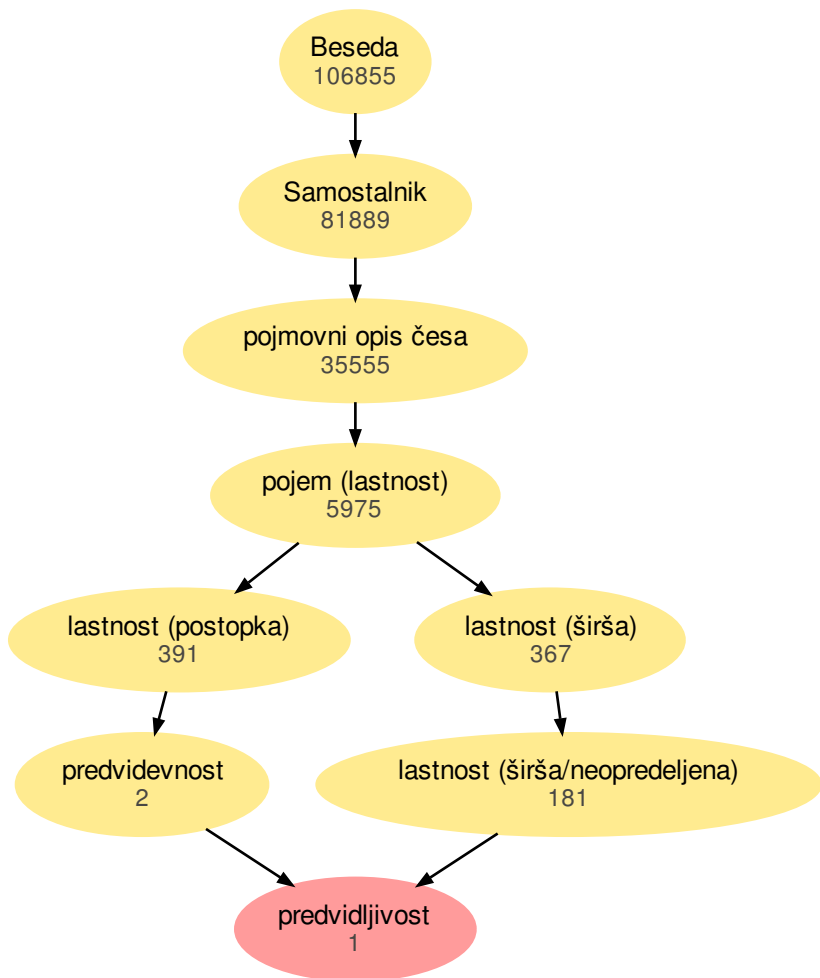 Beseda
106855
Samostalnik
81889
pojmovni opis česa
35555
pojem (lastnost)
5975
lastnost (postopka)
391
lastnost (širša)
367
predvidevnost
2
lastnost (širša/neopredeljena)
181
predvidljivost
1